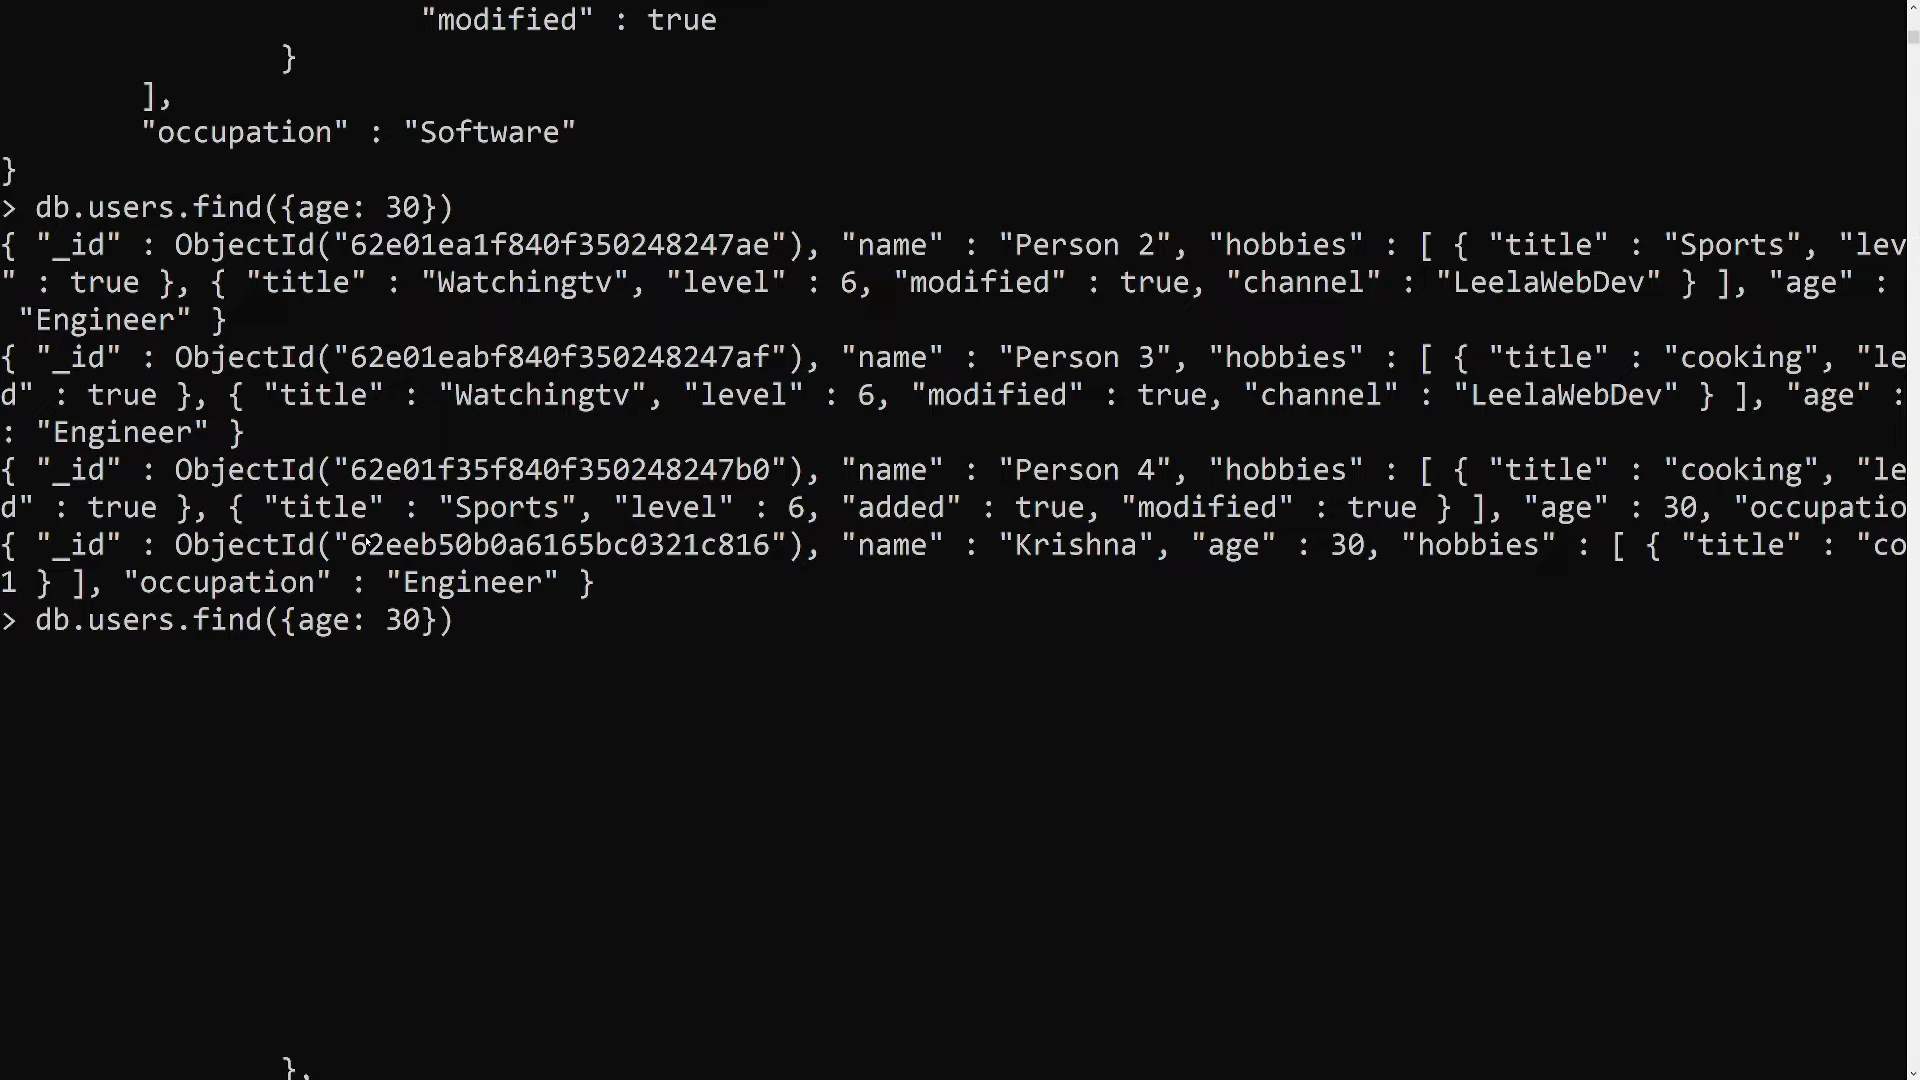 "modified" : true
}
],
"occupation" : "Software"
}
> db.users.find({age: 30})
{ "_id" : ObjectId("62e01ea1f840f350248247ae"), "name" : "Person 2", "hobbies" : [ { "title" : "Sports", "lev
" : true }, { "title" : "Watchingtv", "level" : 6, "modified" : true, "channel" : "LeelaWebDev" } ], "age" :
"Engineer" }
{ "_id" : ObjectId("62e01eabf840f350248247af"), "name" : "Person 3", "hobbies" : [ { "title" : "cooking", "le
d" : true }, { "title" : "Watchingtv", "level" : 6, "modified" : true, "channel" : "LeelaWebDev" } ], "age" :
: "Engineer" }
{ "_id" : ObjectId("62e01f35f840f350248247b0"), "name" : "Person 4", "hobbies" : [ { "title" : "cooking", "le
d" : true }, { "title" : "Sports", "level" : 6, "added" : true, "modified" : true } ], "age" : 30, "occupatio
{ "_id" : ObjectId("62eeb50b0a6165bc0321c816"), "name" : "Krishna", "age" : 30, "hobbies" : [ { "title" : "co
1 } ], "occupation" : "Engineer" }
> db.users.find({age: 30})
},